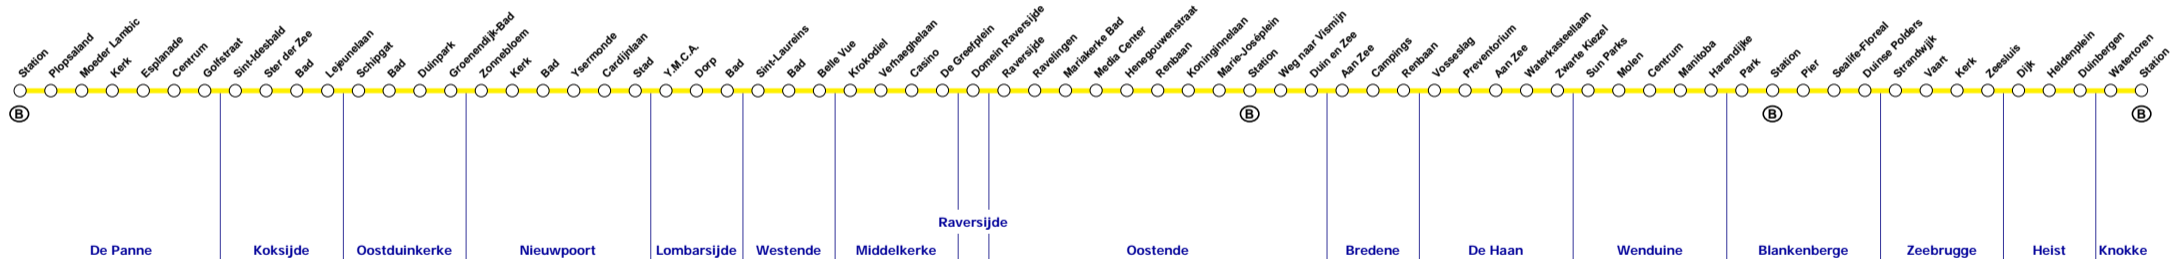 Station
Plopsaland
Moeder Lambic
Kerk
Esplanade
Centrum
Golfstraat
Sint-Idesbald
Ster der Zee
Bad
Lejeunelaan
Schipgat
Bad
Duinpark
Groenendijk-Bad
Zonnebloem
Kerk
Bad
Ysermonde
Cardijnlaan
Stad
Y.M.C.A.
Dorp
Bad
Sint-Laureins
Bad
Belle Vue
Krokodiel
Verhaeghelaan
Casino
De Greefplein
Domein Raversijde
Raversijde
Ravelingen
Mariakerke Bad
Media Center
Henegouwenstraat
Renbaan
Koninginnelaan
Marie-Joséplein
Station
Weg naar Vismijn
Duin en Zee
Aan Zee
Campings
Renbaan
Vosseslag
Preventorium
Aan Zee
Waterkasteellaan
Zwarte Kiezel
Sun Parks
Molen
Centrum
Manitoba
Harendijke
Park
Station
Pier
Sealife-Floreal
Duinse Polders
Strandwijk
Vaart
Kerk
Zeesluis
Dijk
Heldenplein
Duinbergen
Watertoren
Station
B
B
B
B
Raversijde
De Panne
Koksijde
Oostduinkerke
Nieuwpoort
Lombarsijde
Westende
Middelkerke
Oostende
Bredene
De Haan
Wenduine
Blankenberge
Zeebrugge
Heist
Knokke